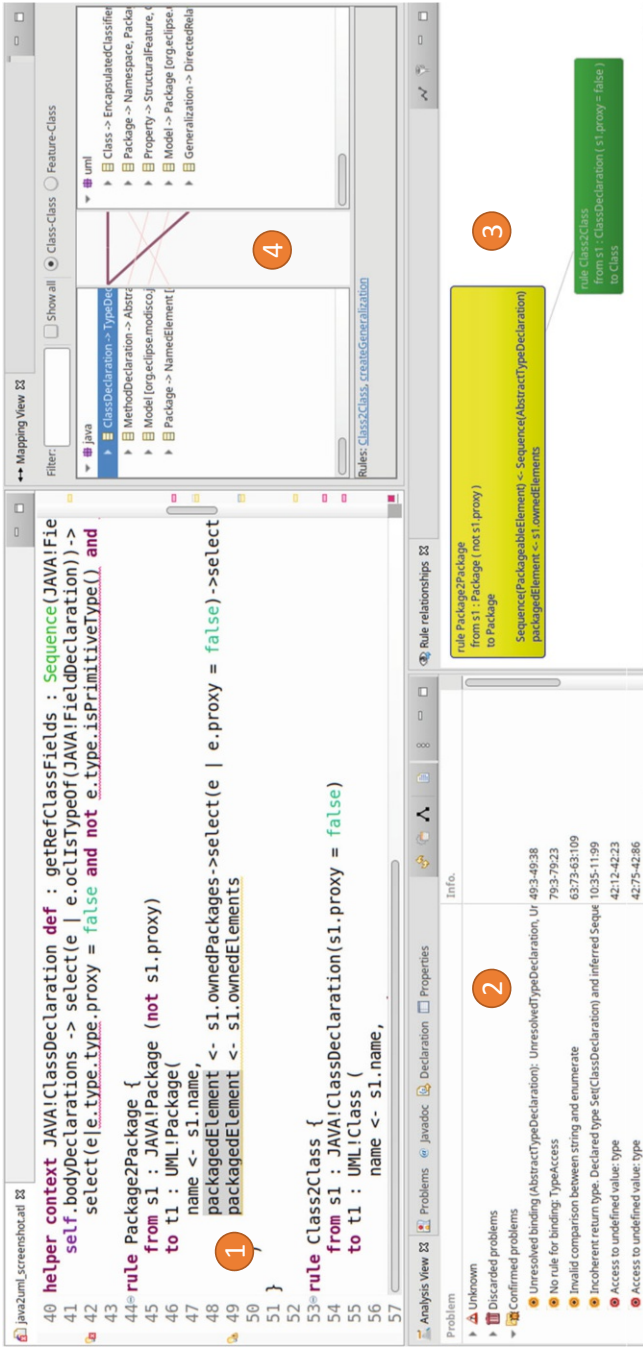 java2uml_screenshot.atl
40 helper context JAVA!ClassDeclaration def : getRefClassFields : Sequence(JAVA!Fie
41 self.bodyDeclarations -> select(e | e.oclIsTypeOf(JAVA!FieldDeclaration))->
42 select(e|e.type.type.proxy = false and not e.type.isPrimitiveType() and
43
44 rule Package2Package {
45 from s1 : JAVA!Package (not s1.proxy)
46 to t1 : UML!Package(
47 name <- s1.name,
48 packagedElement <- s1.ownedPackages->select(e | e.proxy = false)->select
49 packagedElement <- s1.ownedElements
50 )
51 }
52
53 rule Class2Class {
54 from s1 : JAVA!ClassDeclaration(s1.proxy = false)
55 to t1 : UML!Class (
56 name <- s1.name,
57
1
Mapping View
Filter:
Show all
Class-Class
Feature-Class
java
ClassDeclaration -> TypeDec
MethodDeclaration -> Abstra
Model [org.eclipse.modisco.j
Package -> NamedElement [
uml
Class -> EncapsulatedClassifier
Package -> Namespace, Packa
Property -> StructuralFeature, C
Model -> Package [org.eclipse.
Generalization -> DirectedRela
4
Rules: Class2Class, createGeneralization
Analysis View
Problems
Javadoc
Declaration
Properties
Problem
Info.
Unknown
Discarded problems
Confirmed problems
Unresolved binding (AbstractTypeDeclaration): UnresolvedTypeDeclaration, Ur 49:3-49:38
No rule for binding: TypeAccess 79:3-79:23
Invalid comparison between string and enumerate 63:73-63:109
Incoherent return type. Declared type Set(ClassDeclaration) and inferred Seque 10:35-11:99
Access to undefined value: type 42:12-42:23
Access to undefined value: type 42:75-42:86
2
Rule relationships
rule Package2Package
from s1 : Package ( not s1.proxy )
to Package
Sequence(PackageableElement) <- Sequence(AbstractTypeDeclaration)
packagedElement <- s1.ownedElements
3
rule Class2Class
from s1 : ClassDeclaration ( s1.proxy = false )
to Class